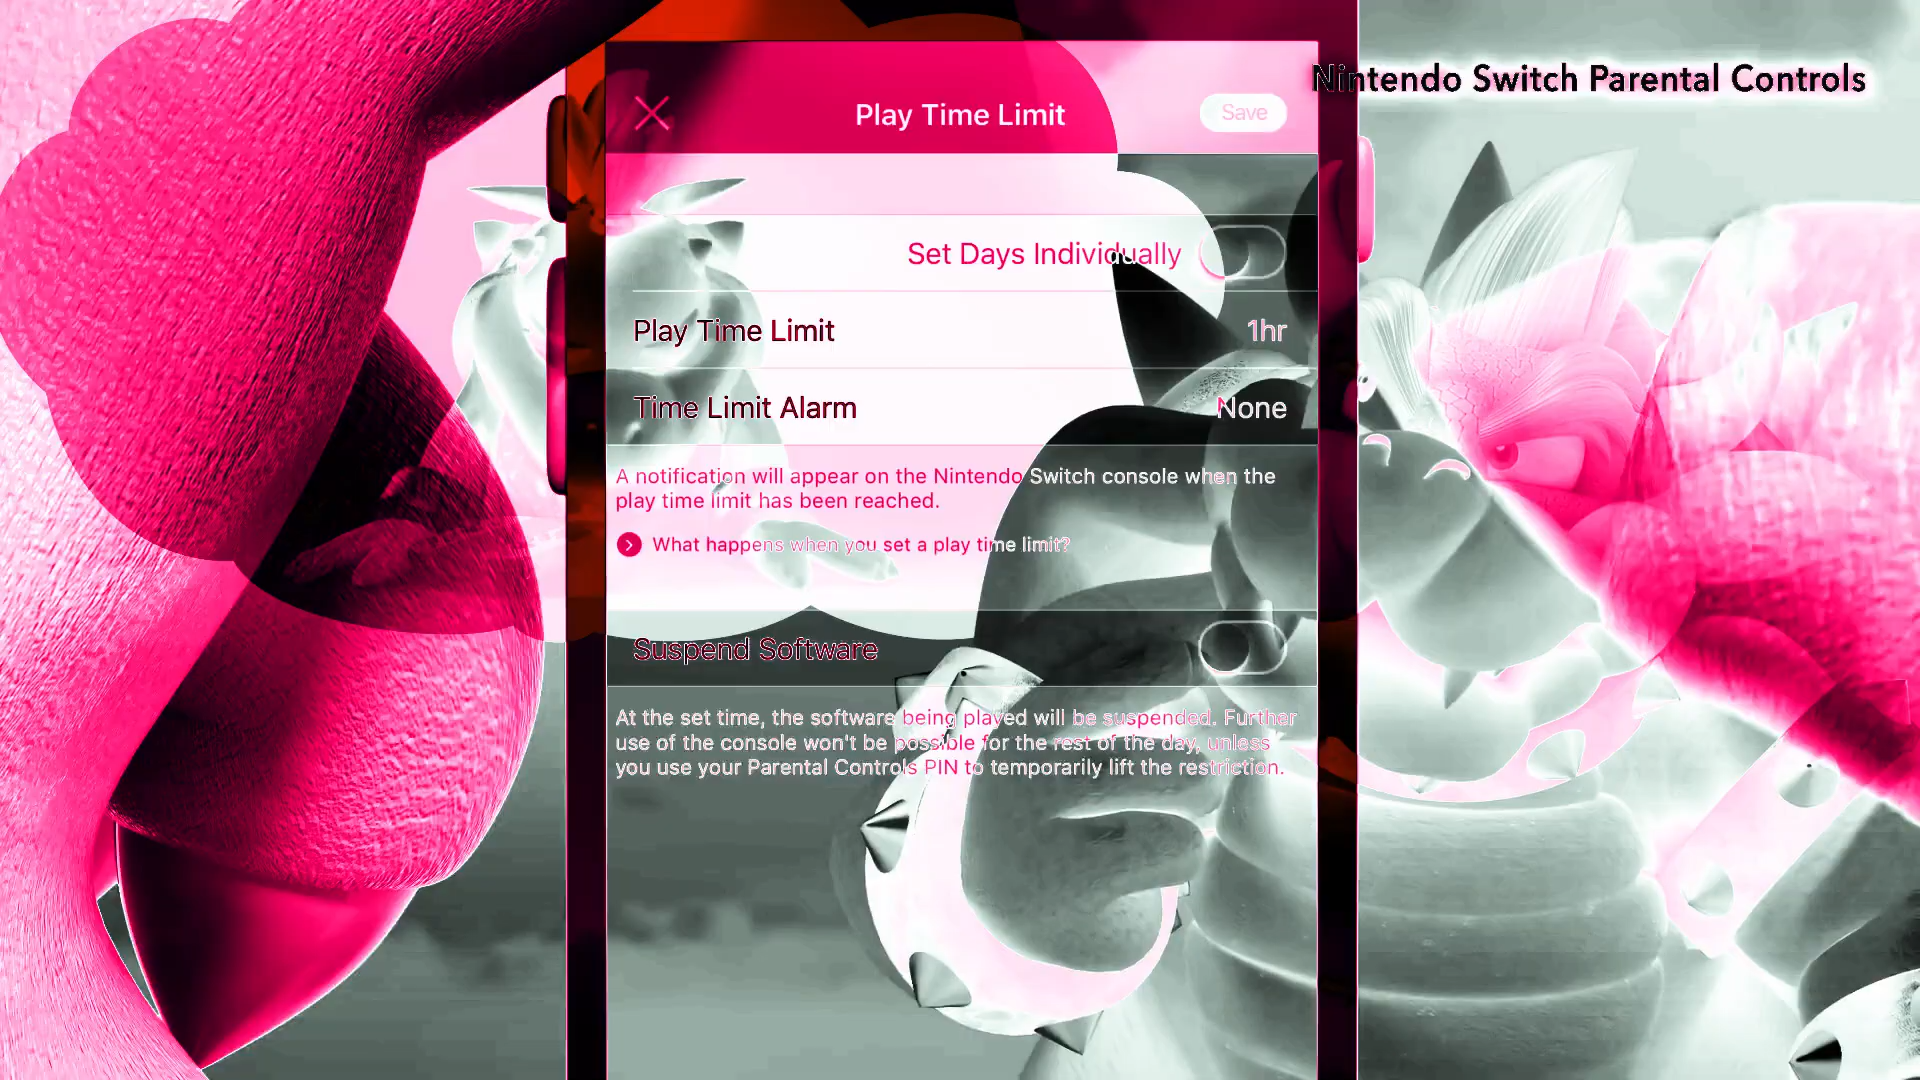 Nintendo Switch Parental Controls
Play Time Limit
Save
Set Days Individually
Play Time Limit
1hr
Time Limit Alarm
None
A notification will appear on the Nintendo Switch console when the
play time limit has been reached.
What happens when you set a play time limit?
Suspend Software
At the set time, the software being played will be suspended. Further
use of the console won't be possible for the rest of the day, unless
you use your Parental Controls PIN to temporarily lift the restriction.